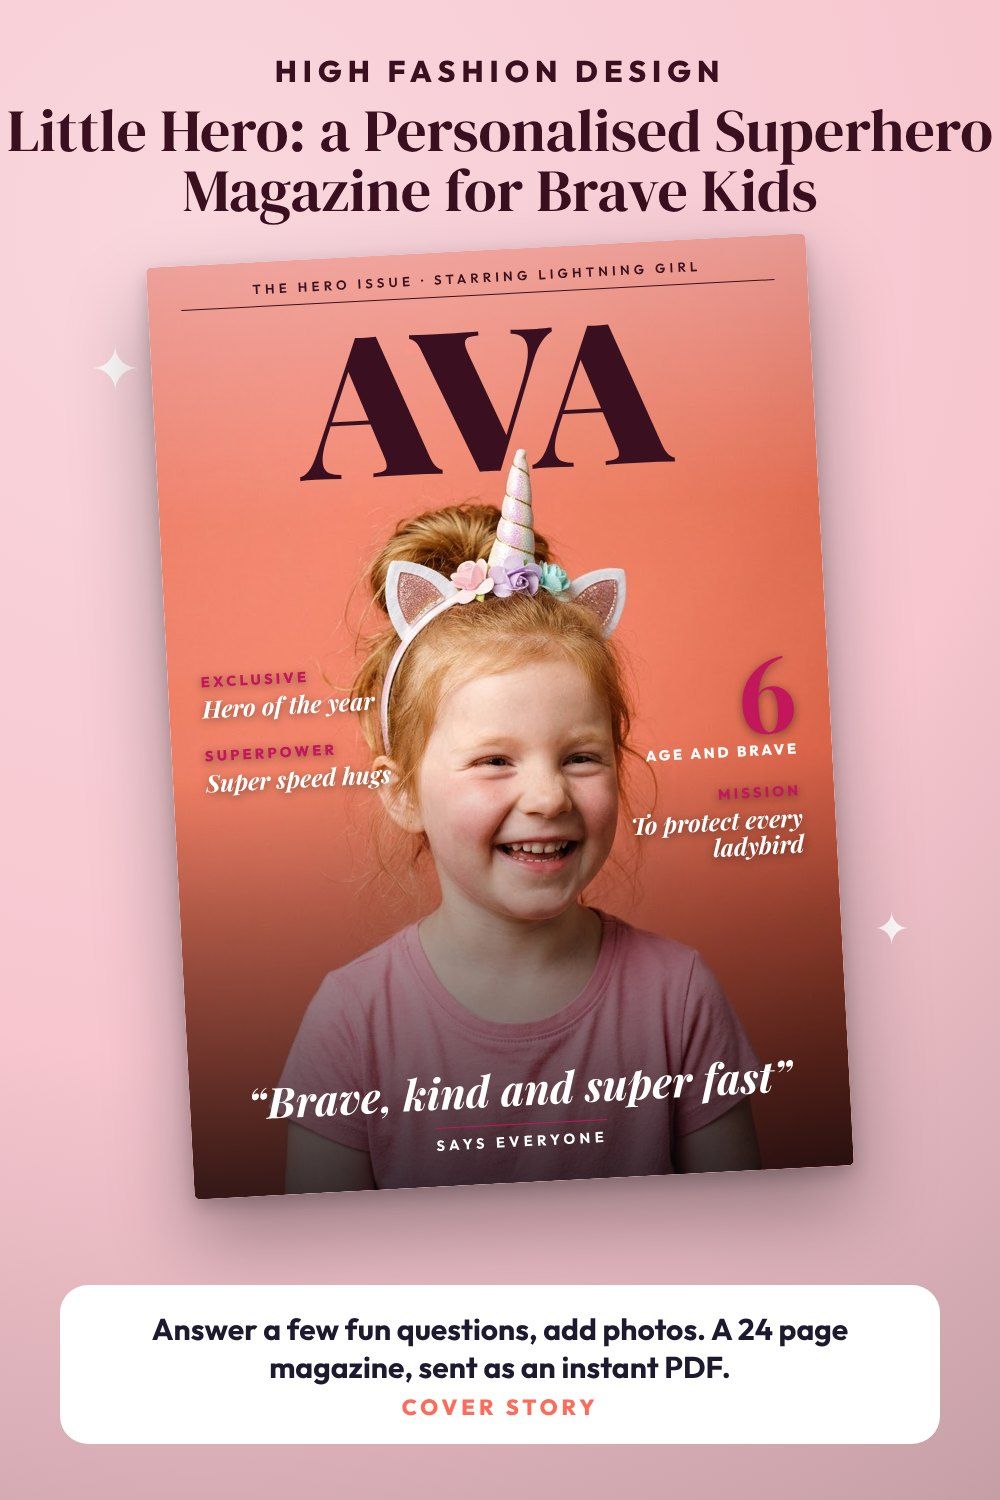 HIGH FASHION DESIGN
Little Hero: a Personalised Superhero
Magazine for Brave Kids
THE HERO ISSUE · STARRING LIGHTNING GIRL
AVA
EXCLUSIVE
Hero of the year
SUPERPOWER
Super speed hugs
6
AGE AND BRAVE
MISSION
To protect every
ladybird
“Brave, kind and super fast”
SAYS EVERYONE
Answer a few fun questions, add photos. A 24 page
magazine, sent as an instant PDF.
COVER STORY